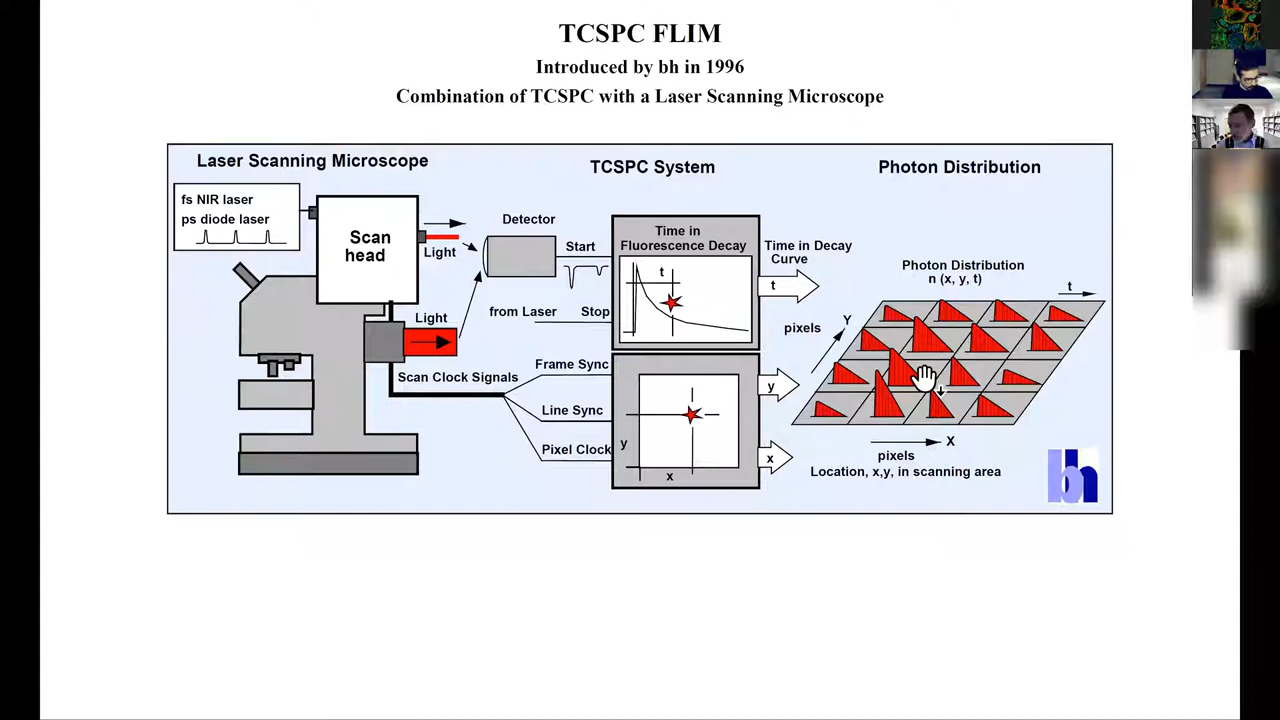 TCSPC FLIM
Introduced by bh in 1996
Combination of TCSPC with a Laser Scanning Microscope
Laser Scanning Microscope
TCSPC System
Photon Distribution
fs NIR laser
ps diode laser
Scan
head
Light
Light
Detector
Start
from Laser
Stop
Scan Clock Signals
Frame Sync
Line Sync
Pixel Clock
Time in
Fluorescence Decay
t
y
x
Time in Decay
Curve
t
y
x
Photon Distribution
n (x, y, t)
t
pixels
Y
X
pixels
Location, x,y, in scanning area
bh